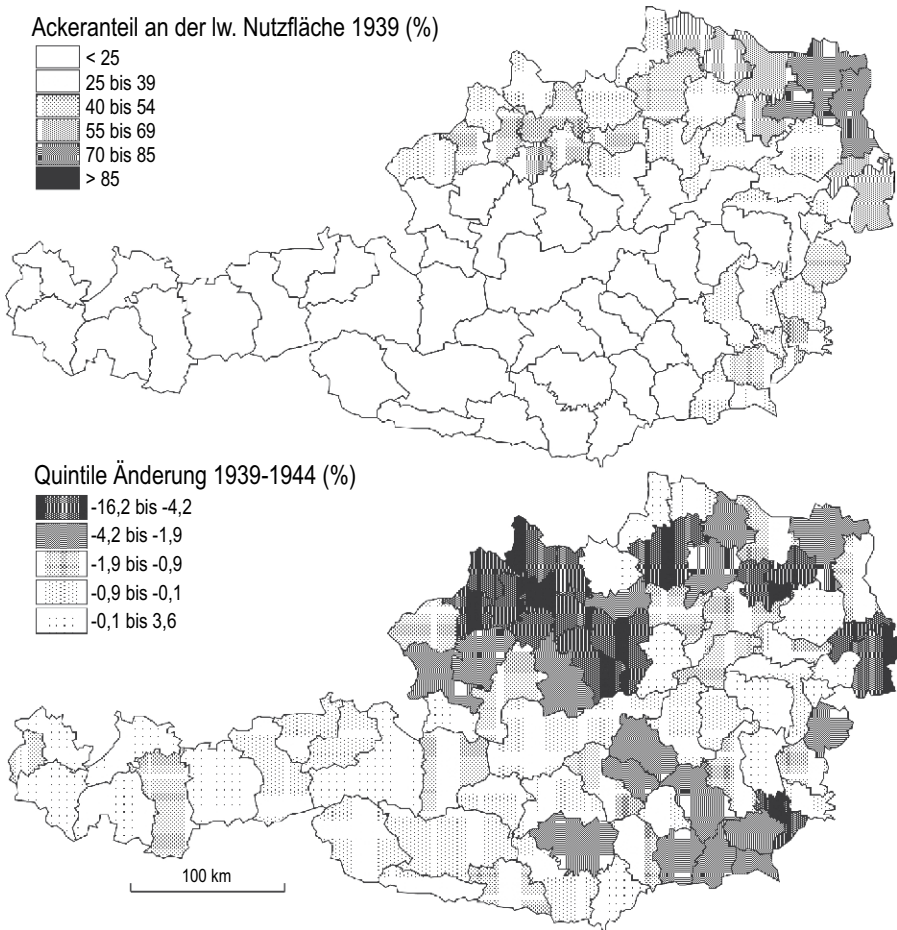 Ackeranteil an der lw. Nutzfläche 1939 (%)
< 25
25 bis 39
40 bis 54
55 bis 69
70 bis 85
> 85
Quintile Änderung 1939-1944 (%)
-16,2 bis -4,2
-4,2 bis -1,9
-1,9 bis -0,9
-0,9 bis -0,1
-0,1 bis 3,6
100 km